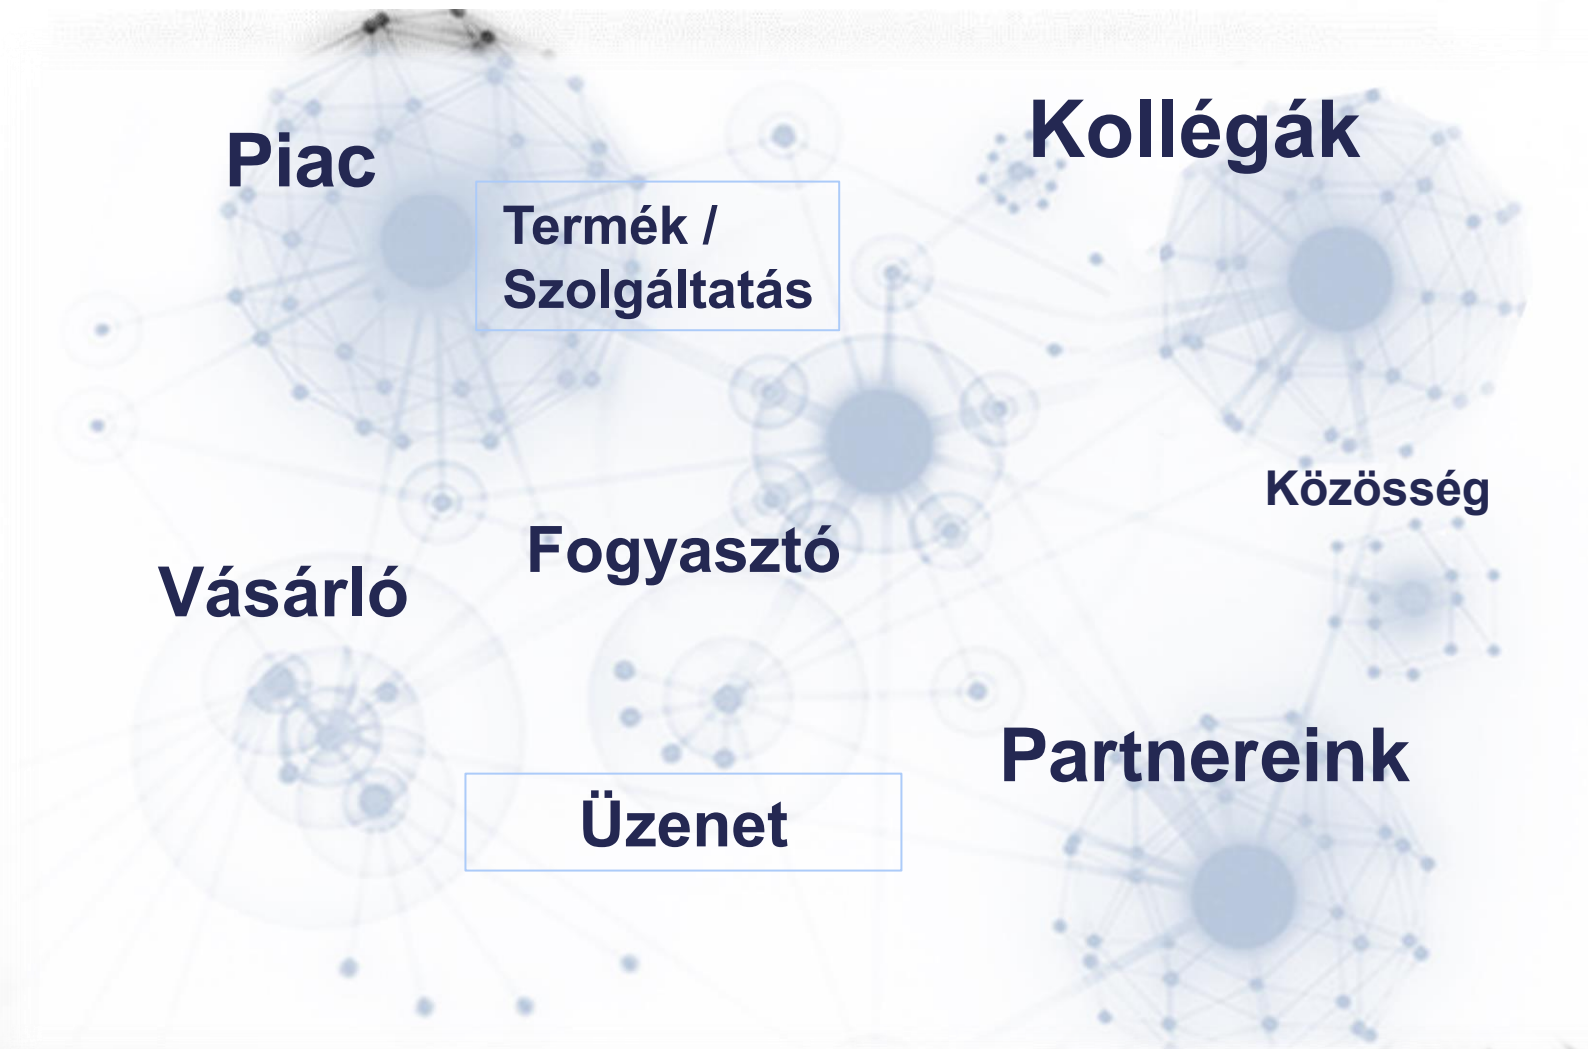 Piac
Kollégák
Termék /
Szolgáltatás
Közösség
Fogyasztó
Vásárló
Partnereink
Üzenet